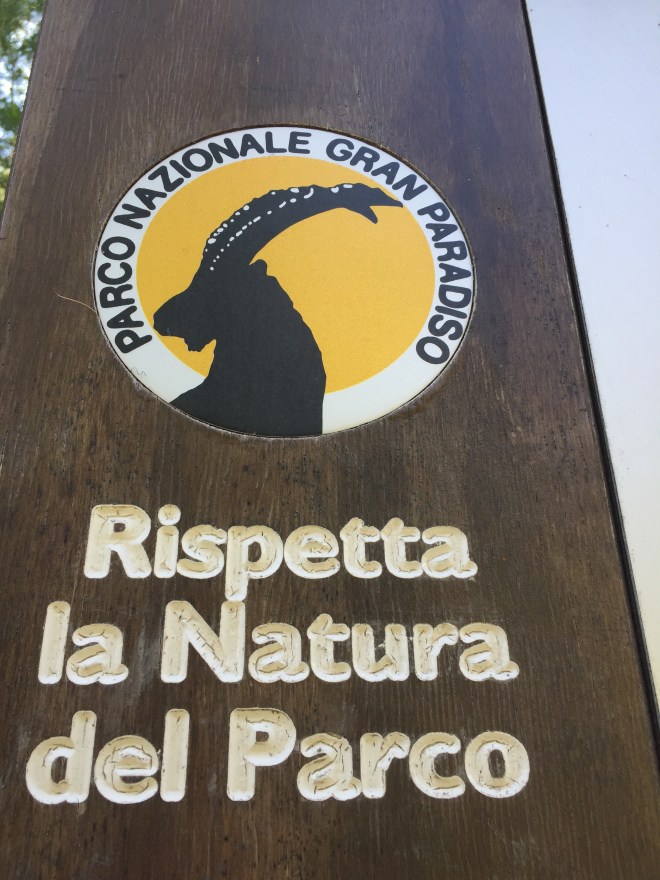 PARCO NAZIONALE GRAN PARADISO
Rispetta
la Natura
del Parco